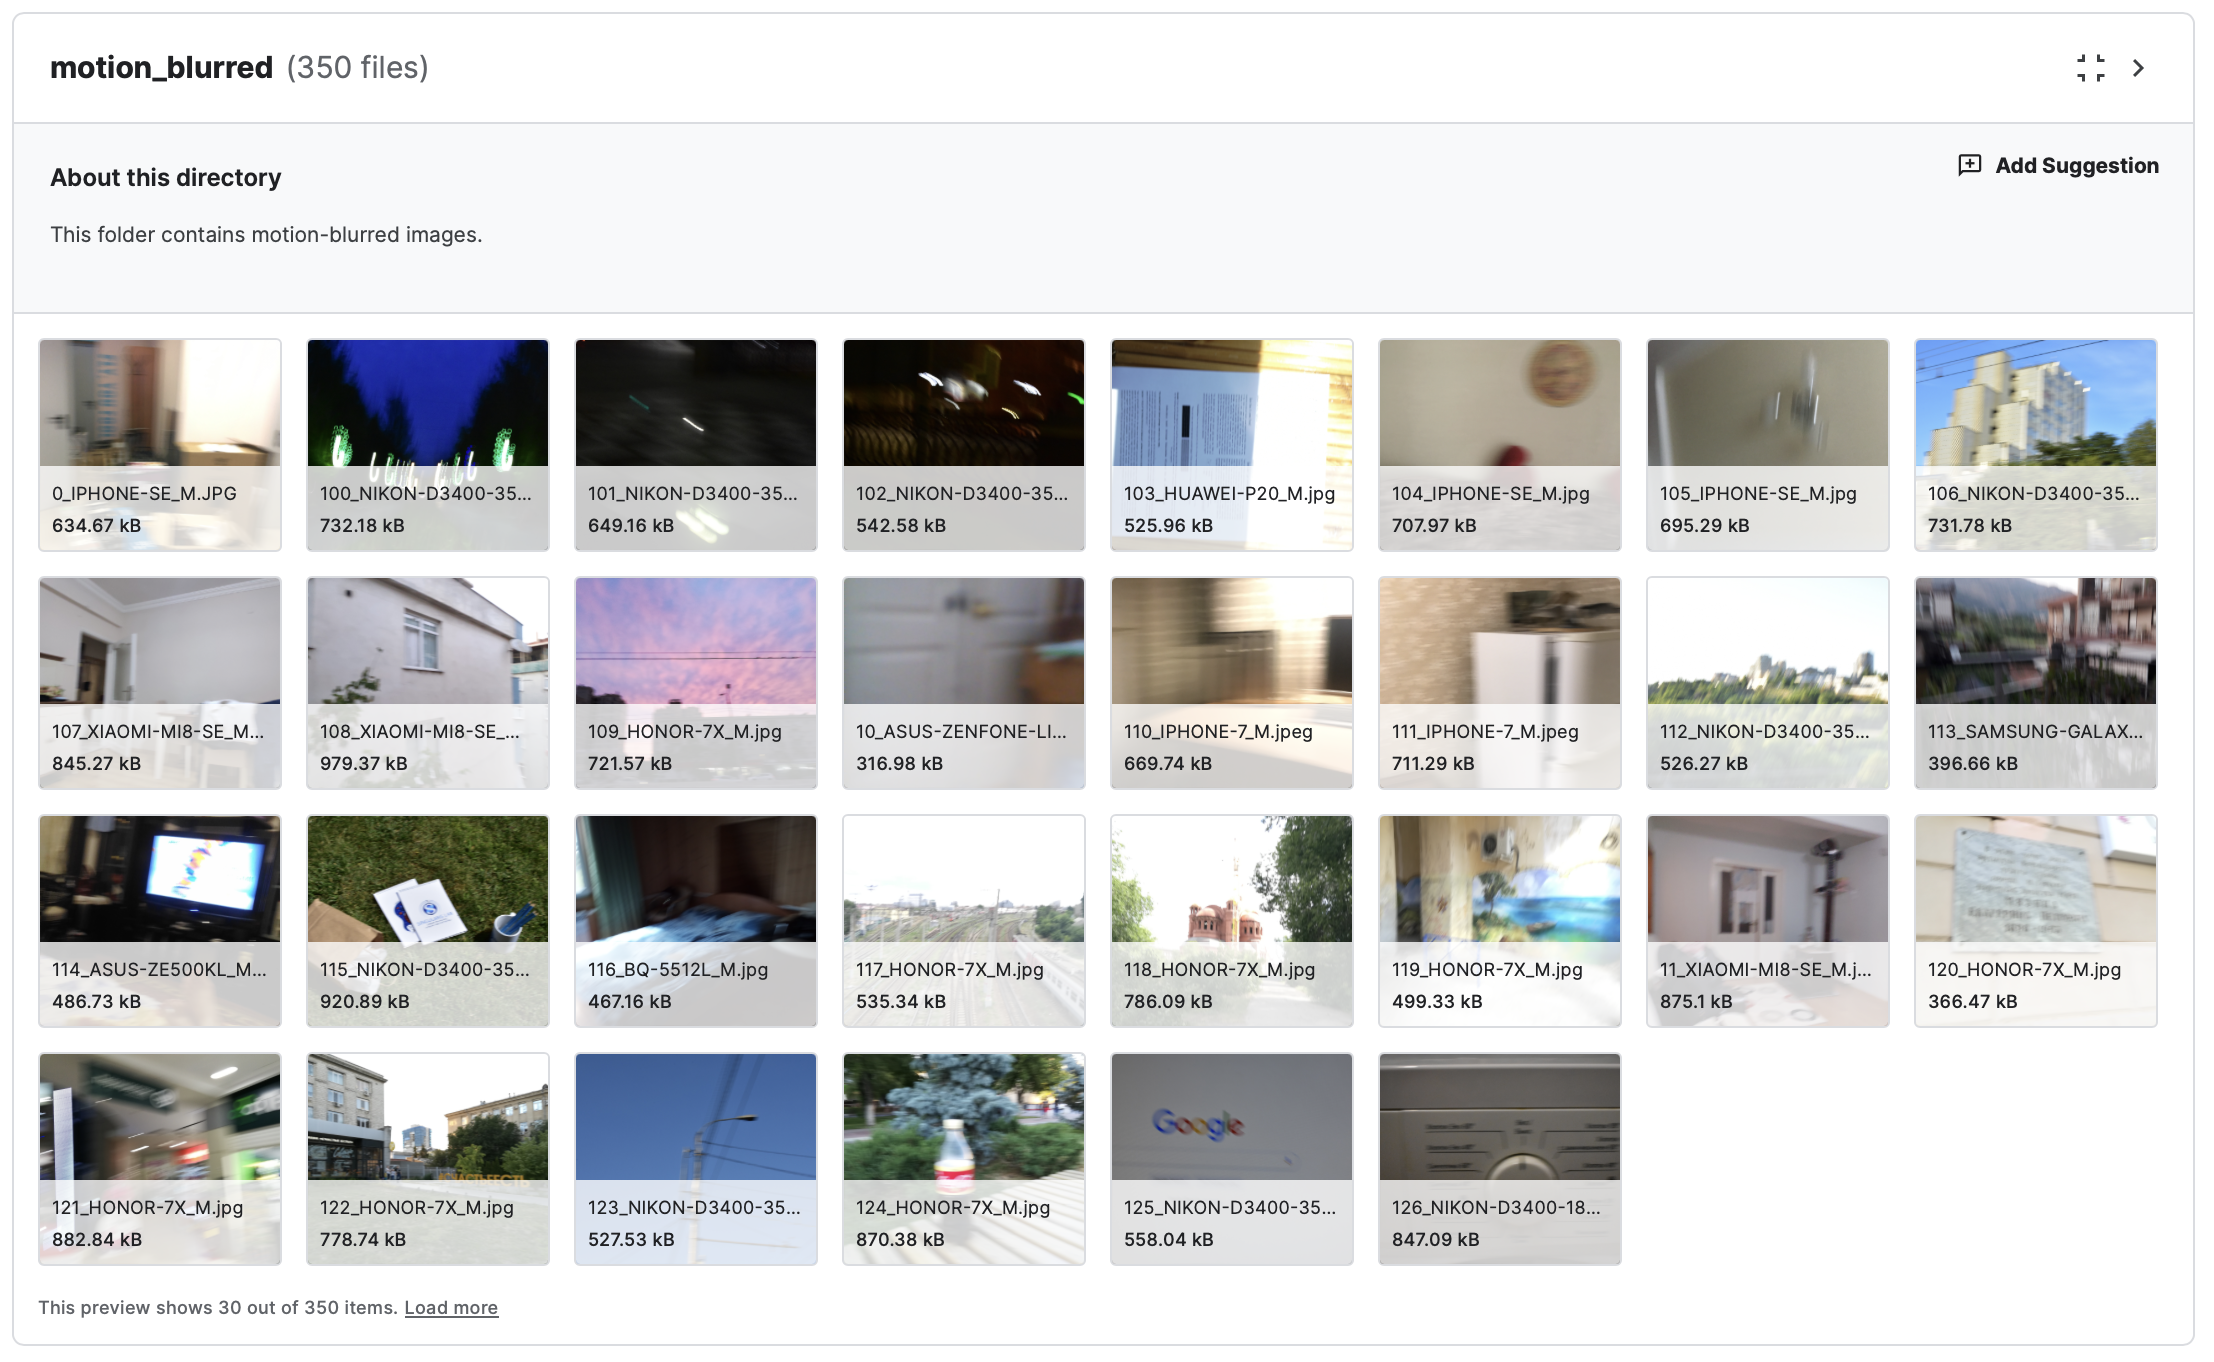 motion_blurred (350 files)
About this directory
Add Suggestion
This folder contains motion-blurred images.
0_IPHONE-SE_M.JPG
634.67 kB
100_NIKON-D3400-35...
732.18 kB
101_NIKON-D3400-35...
649.16 kB
102_NIKON-D3400-35...
542.58 kB
103_HUAWEI-P20_M.jpg
525.96 kB
104_IPHONE-SE_M.jpg
707.97 kB
105_IPHONE-SE_M.jpg
695.29 kB
106_NIKON-D3400-35...
731.78 kB
107_XIAOMI-MI8-SE_M...
845.27 kB
108_XIAOMI-MI8-SE_...
979.37 kB
109_HONOR-7X_M.jpg
721.57 kB
10_ASUS-ZENFONE-LI...
316.98 kB
110_IPHONE-7_M.jpeg
669.74 kB
111_IPHONE-7_M.jpeg
711.29 kB
112_NIKON-D3400-35...
526.27 kB
113_SAMSUNG-GALAX...
396.66 kB
114_ASUS-ZE500KL_M...
486.73 kB
115_NIKON-D3400-35...
920.89 kB
116_BQ-5512L_M.jpg
467.16 kB
117_HONOR-7X_M.jpg
535.34 kB
118_HONOR-7X_M.jpg
786.09 kB
119_HONOR-7X_M.jpg
499.33 kB
11_XIAOMI-MI8-SE_M.j...
875.1 kB
120_HONOR-7X_M.jpg
366.47 kB
121_HONOR-7X_M.jpg
882.84 kB
122_HONOR-7X_M.jpg
778.74 kB
123_NIKON-D3400-35...
527.53 kB
124_HONOR-7X_M.jpg
870.38 kB
Google
125_NIKON-D3400-35...
558.04 kB
126_NIKON-D3400-18...
847.09 kB
This preview shows 30 out of 350 items. Load more